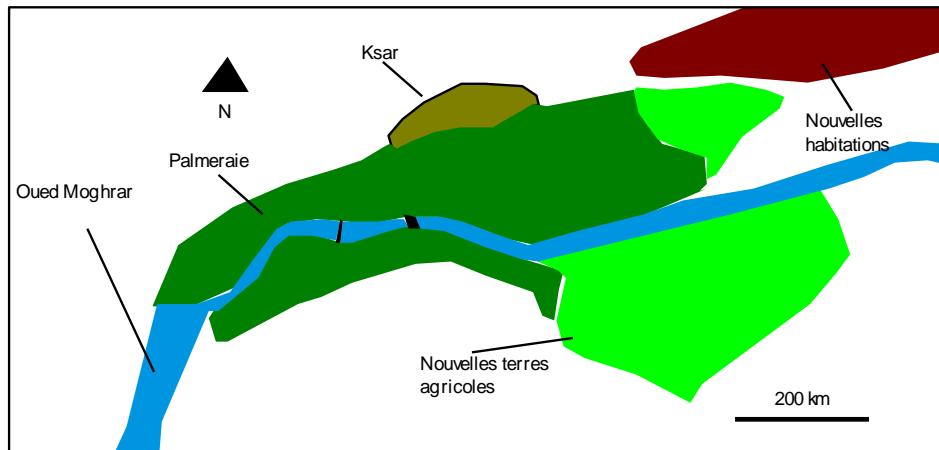 Ksar
N
Nouvelles
habitations
Palmeraie
Oued Moghrar
Nouvelles terres
agricoles
200 km